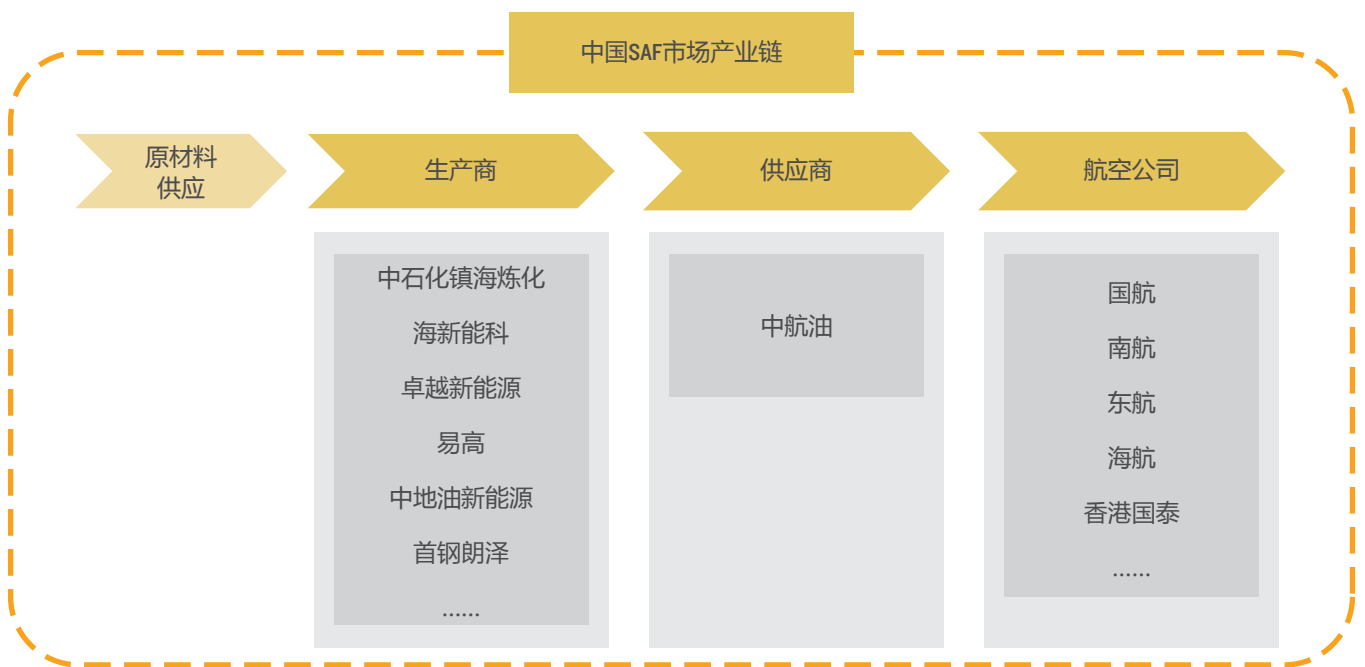 中国SAF市场产业链
原材料
供应
生产商
供应商
航空公司
中石化镇海炼化
海新能科
卓越新能源
易高
中地油新能源
首钢朗泽
......
中航油
国航
南航
东航
海航
香港国泰
......